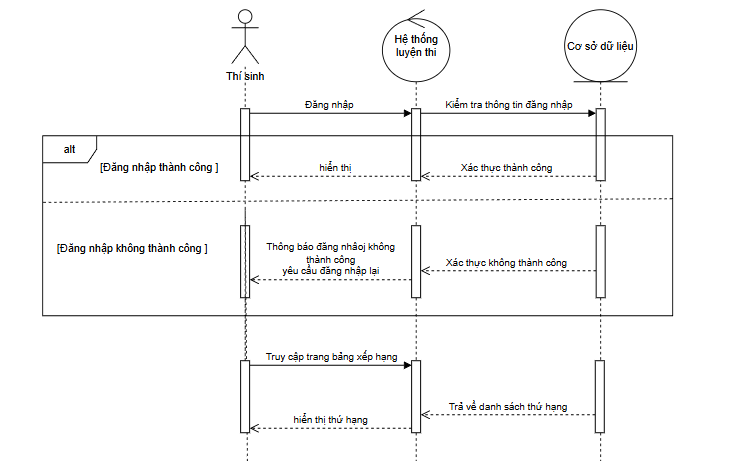 Thí sinh
Hệ thống
luyện thi
Cơ sở dữ liệu
Đăng nhập
Kiểm tra thông tin đăng nhập
alt
[Đăng nhập thành công ]
hiển thị
Xác thực thành công
[Đăng nhập không thành công ]
Thông báo đăng nhâọj không
thành công
yêu cầu đăng nhập lại
Xác thực không thành công
Truy cập trang bảng xếp hạng
Trả về danh sách thứ hạng
hiển thị thứ hạng